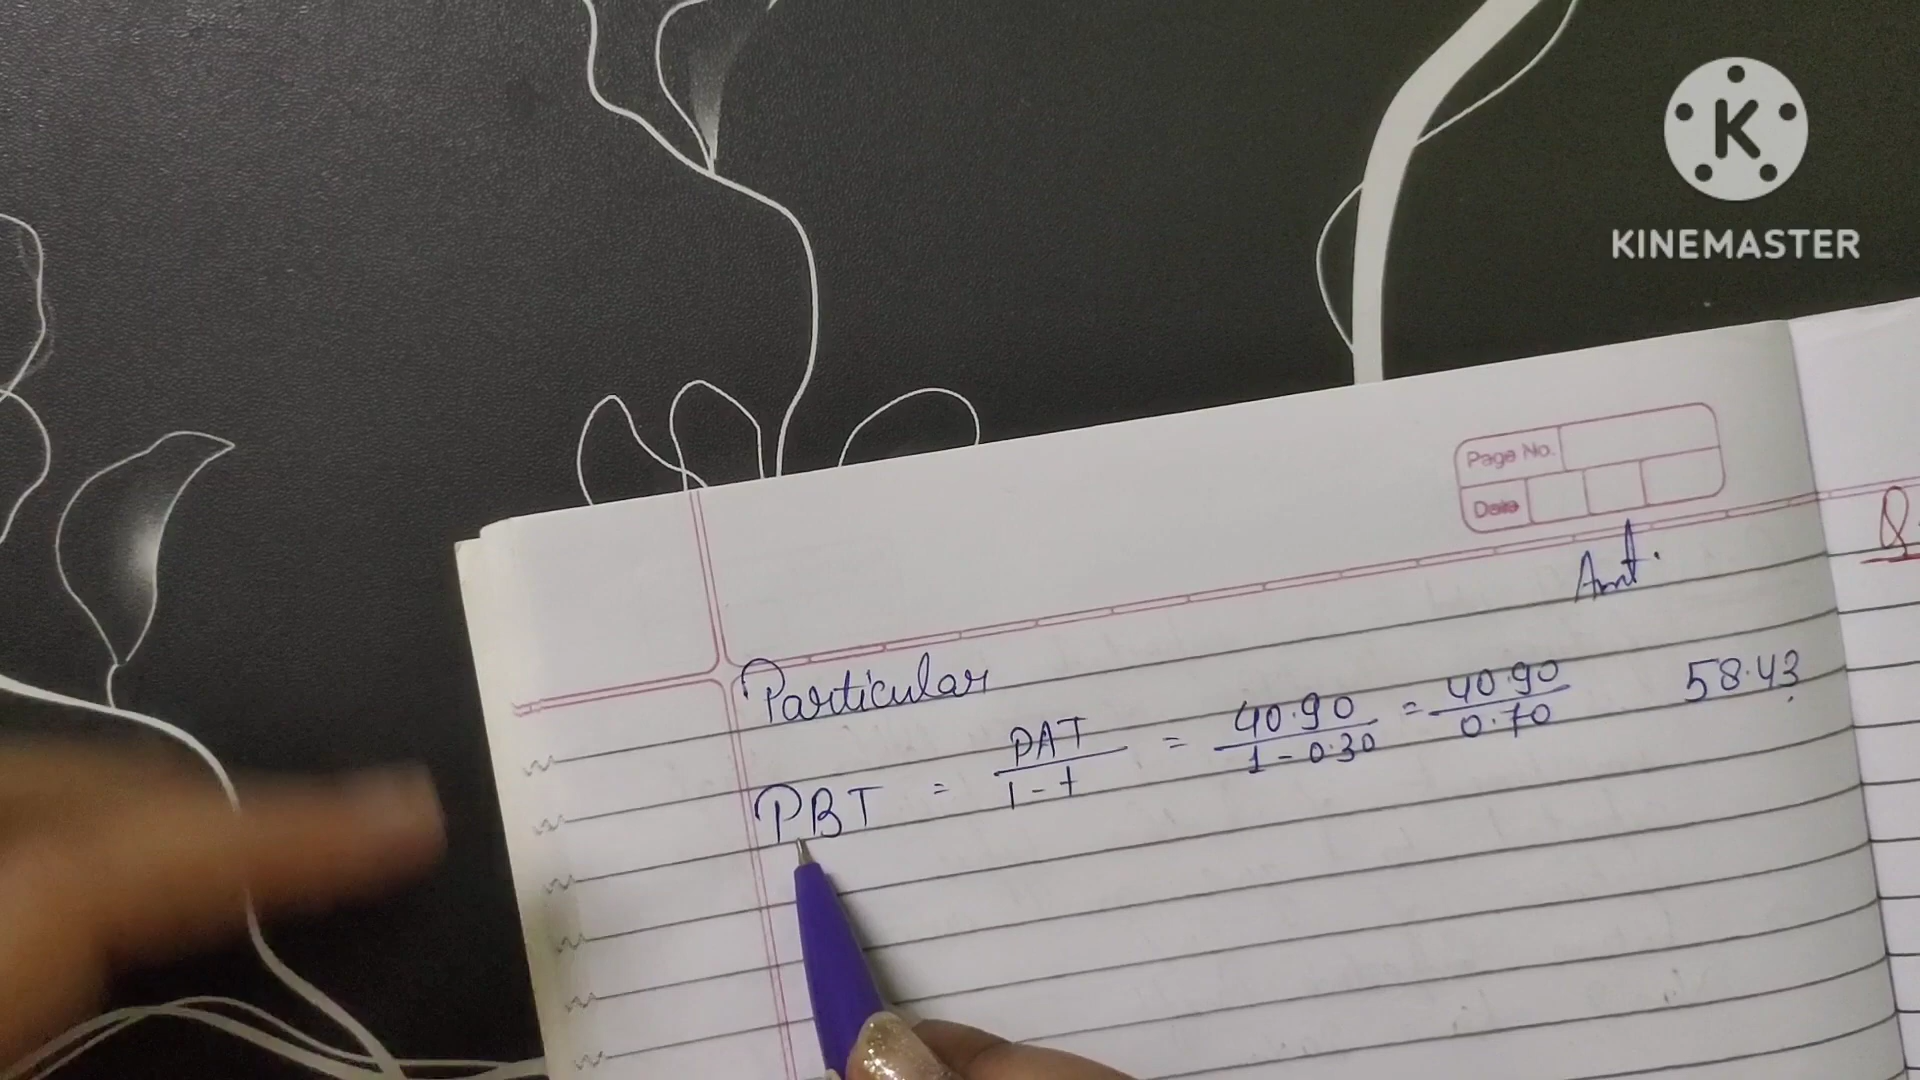 KINEMASTER
Page No.
Date
Amt.
Particular
PBT = PAT / 1-t = 40.90 / 1-0.30 = 40.90 / 0.70 58.43
Q